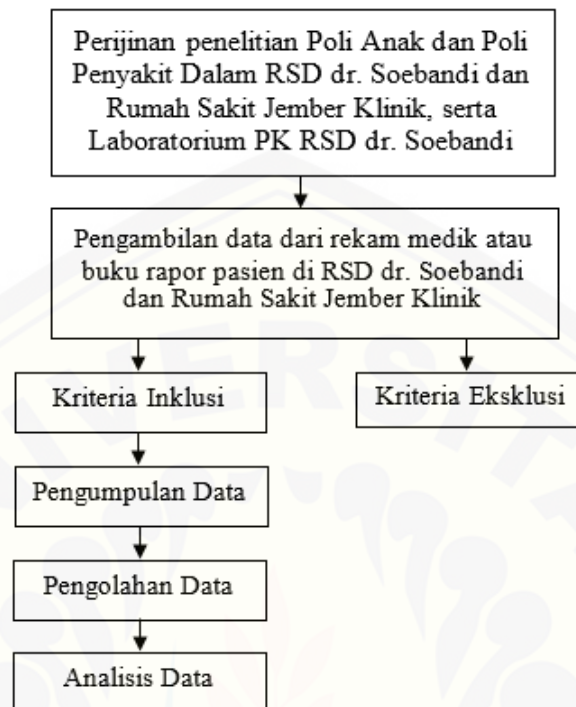 Perijinan penelitian Poli Anak dan Poli
Penyakit Dalam RSD dr. Soebandi dan
Rumah Sakit Jember Klinik, serta
Laboratorium PK RSD dr. Soebandi
Pengambilan data dari rekam medik atau
buku rapor pasien di RSD dr. Soebandi
dan Rumah Sakit Jember Klinik
Kriteria Inklusi
Kriteria Eksklusi
Pengumpulan Data
Pengolahan Data
Analisis Data